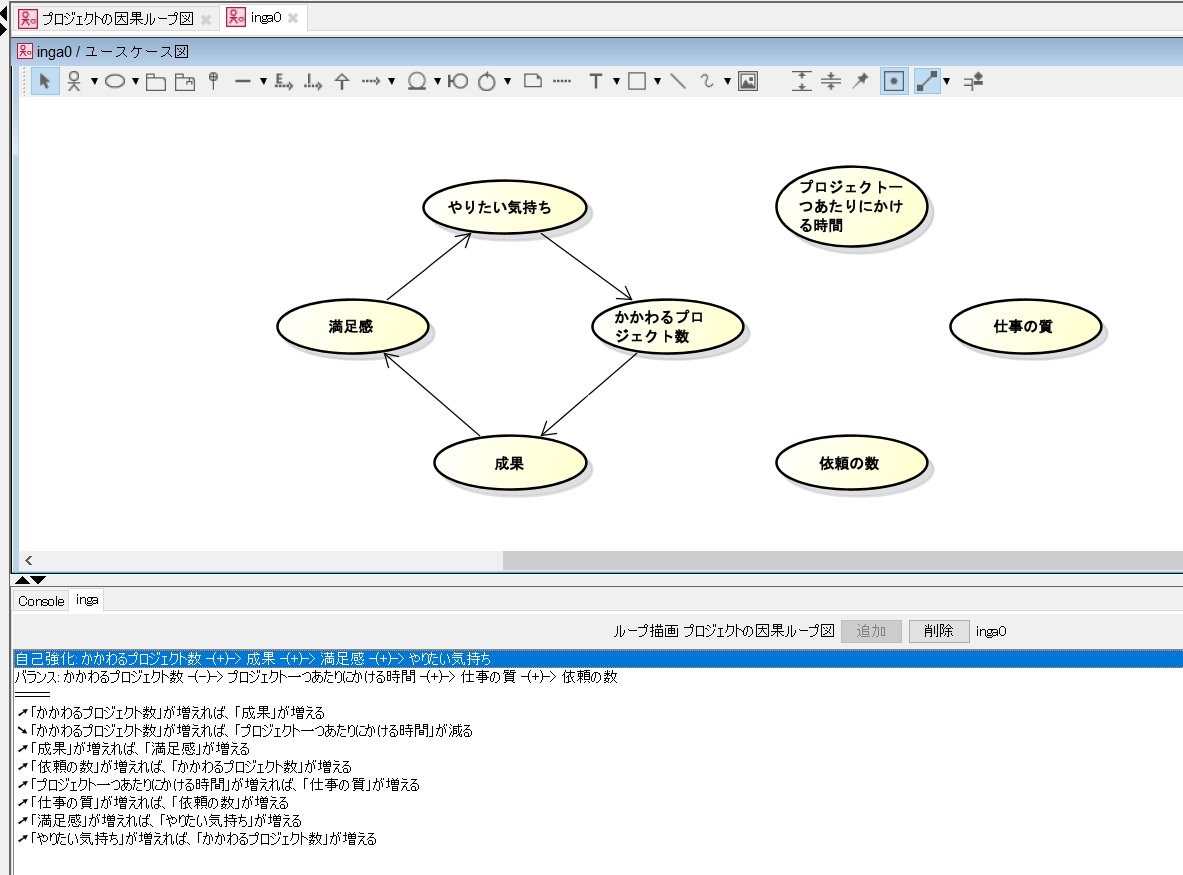 プロジェクトの因果ループ図
inga0
inga0 / ユースケース図
やりたい気持ち
プロジェクト一
つあたりにかけ
る時間
満足感
かかわるプロ
ジェクト数
仕事の質
成果
依頼の数
Console
inga
ループ描画 プロジェクトの因果ループ図
追加
削除
inga0
自己強化: かかわるプロジェクト数 -(+)-> 成果 -(+)-> 満足感 -(+)-> やりたい気持ち
バランス: かかわるプロジェクト数 -(-)-> プロジェクト一つあたりにかける時間 -(+)-> 仕事の質 -(+)-> 依頼の数
=====
↗「かかわるプロジェクト数」が増えれば、「成果」が増える
↘「かかわるプロジェクト数」が増えれば、「プロジェクト一つあたりにかける時間」が減る
↗「成果」が増えれば、「満足感」が増える
↗「依頼の数」が増えれば、「かかわるプロジェクト数」が増える
↗「プロジェクト一つあたりにかける時間」が増えれば、「仕事の質」が増える
↗「仕事の質」が増えれば、「依頼の数」が増える
↗「満足感」が増えれば、「やりたい気持ち」が増える
↗「やりたい気持ち」が増えれば、「かかわるプロジェクト数」が増える